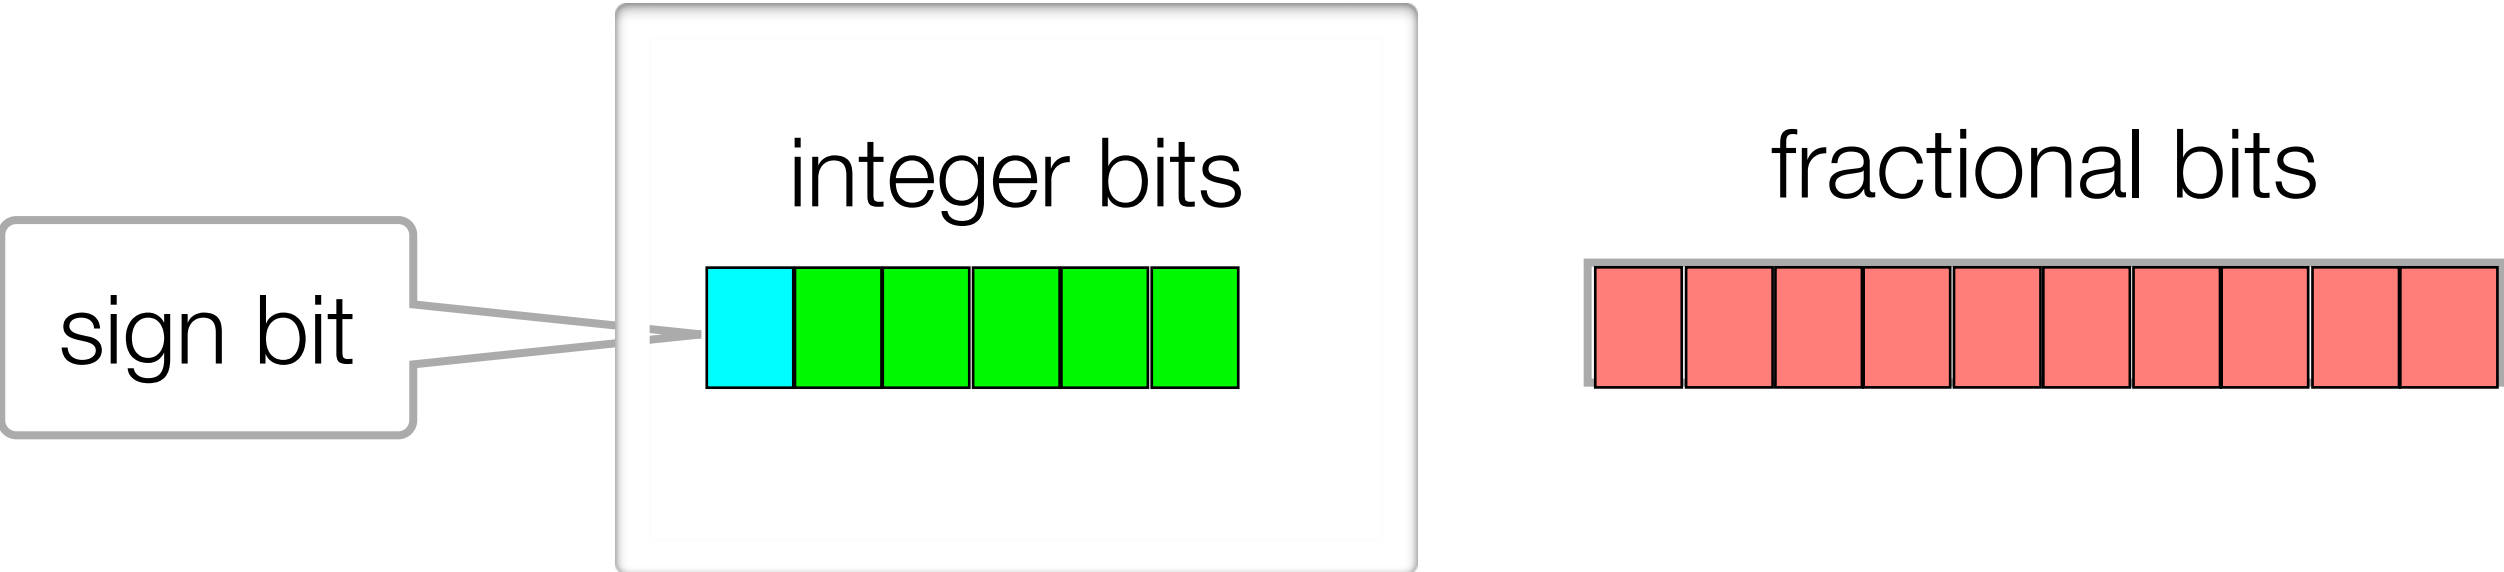 integer bits
fractional bits
sign bit